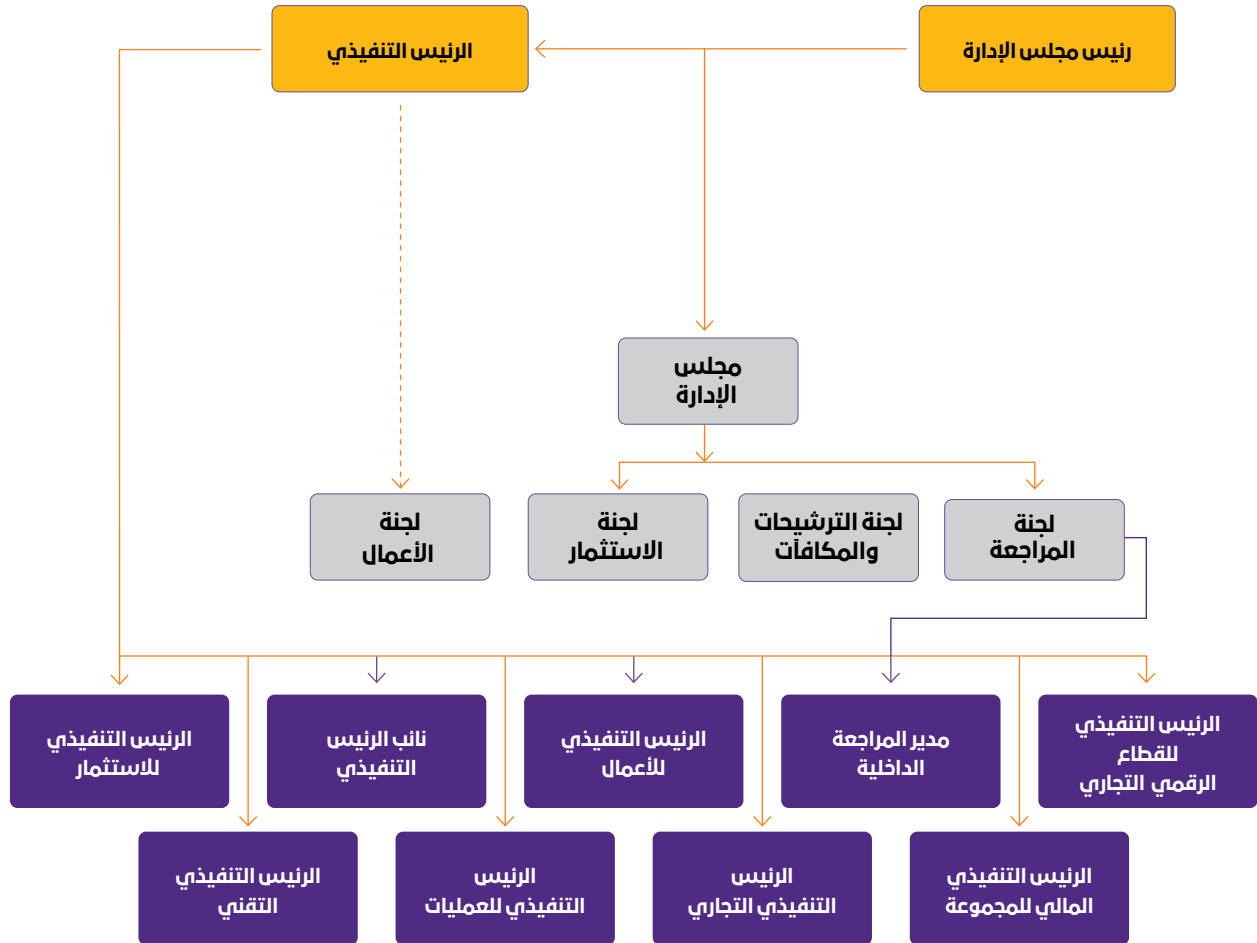 رئيس مجلس الإدارة
الرئيس التنفيذي
مجلس
الإدارة
لجنة
المراجعة
لجنة الترشيحات
والمكافآت
لجنة
الاستثمار
لجنة
الأعمال
الرئيس التنفيذي
للقطاع
الرقمي التجاري
مدير المراجعة
الداخلية
الرئيس التنفيذي
للأعمال
نائب الرئيس
التنفيذي
الرئيس التنفيذي
للاستثمار
الرئيس التنفيذي
المالي للمجموعة
الرئيس
التنفيذي التجاري
الرئيس
التنفيذي للعمليات
الرئيس التنفيذي
التقني